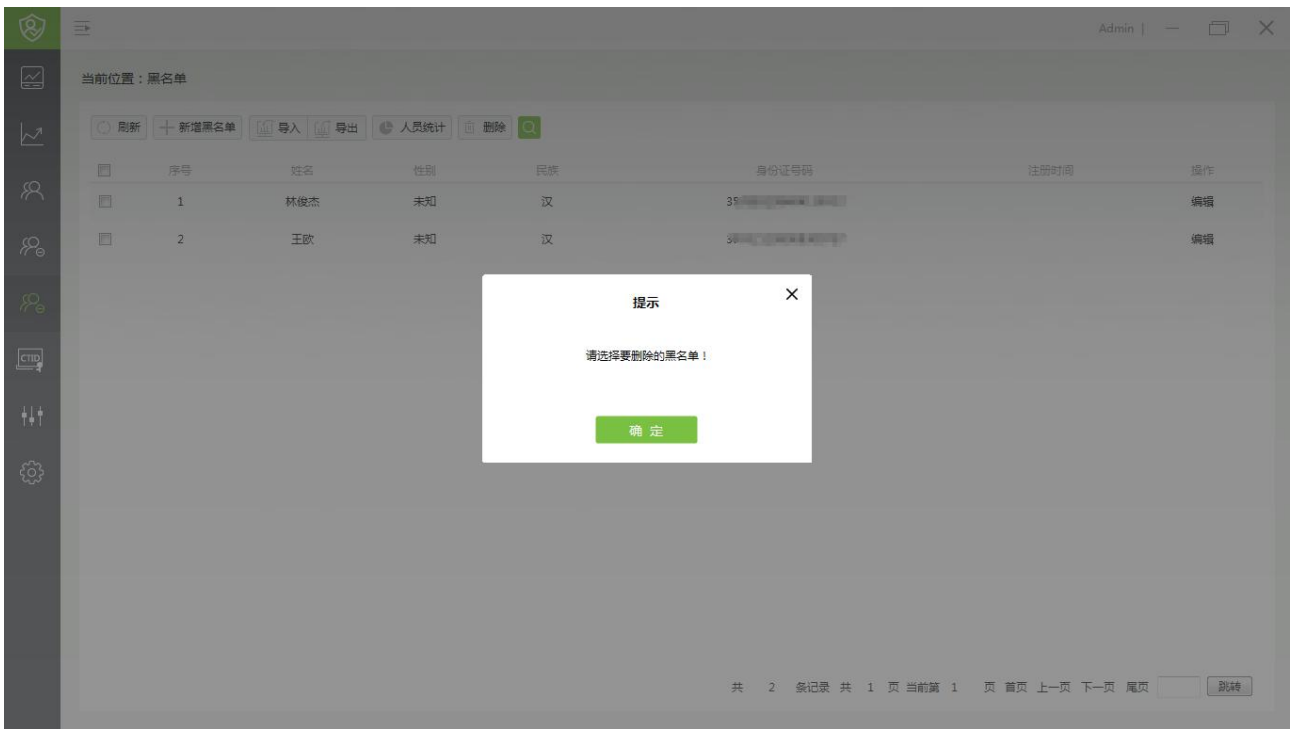 Admin |
当前位置：黑名单
刷新 新增黑名单 导入 导出 人员统计 删除
序号 姓名 性别 民族 身份证号码 注册时间 操作
1 林俊杰 未知 汉 35 编辑
2 王欧 未知 汉 编辑
提示
请选择要删除的黑名单！
CTID
确 定
共 2 条记录 共 1 页 当前第 1 页 首页 上一页 下一页 尾页 跳转